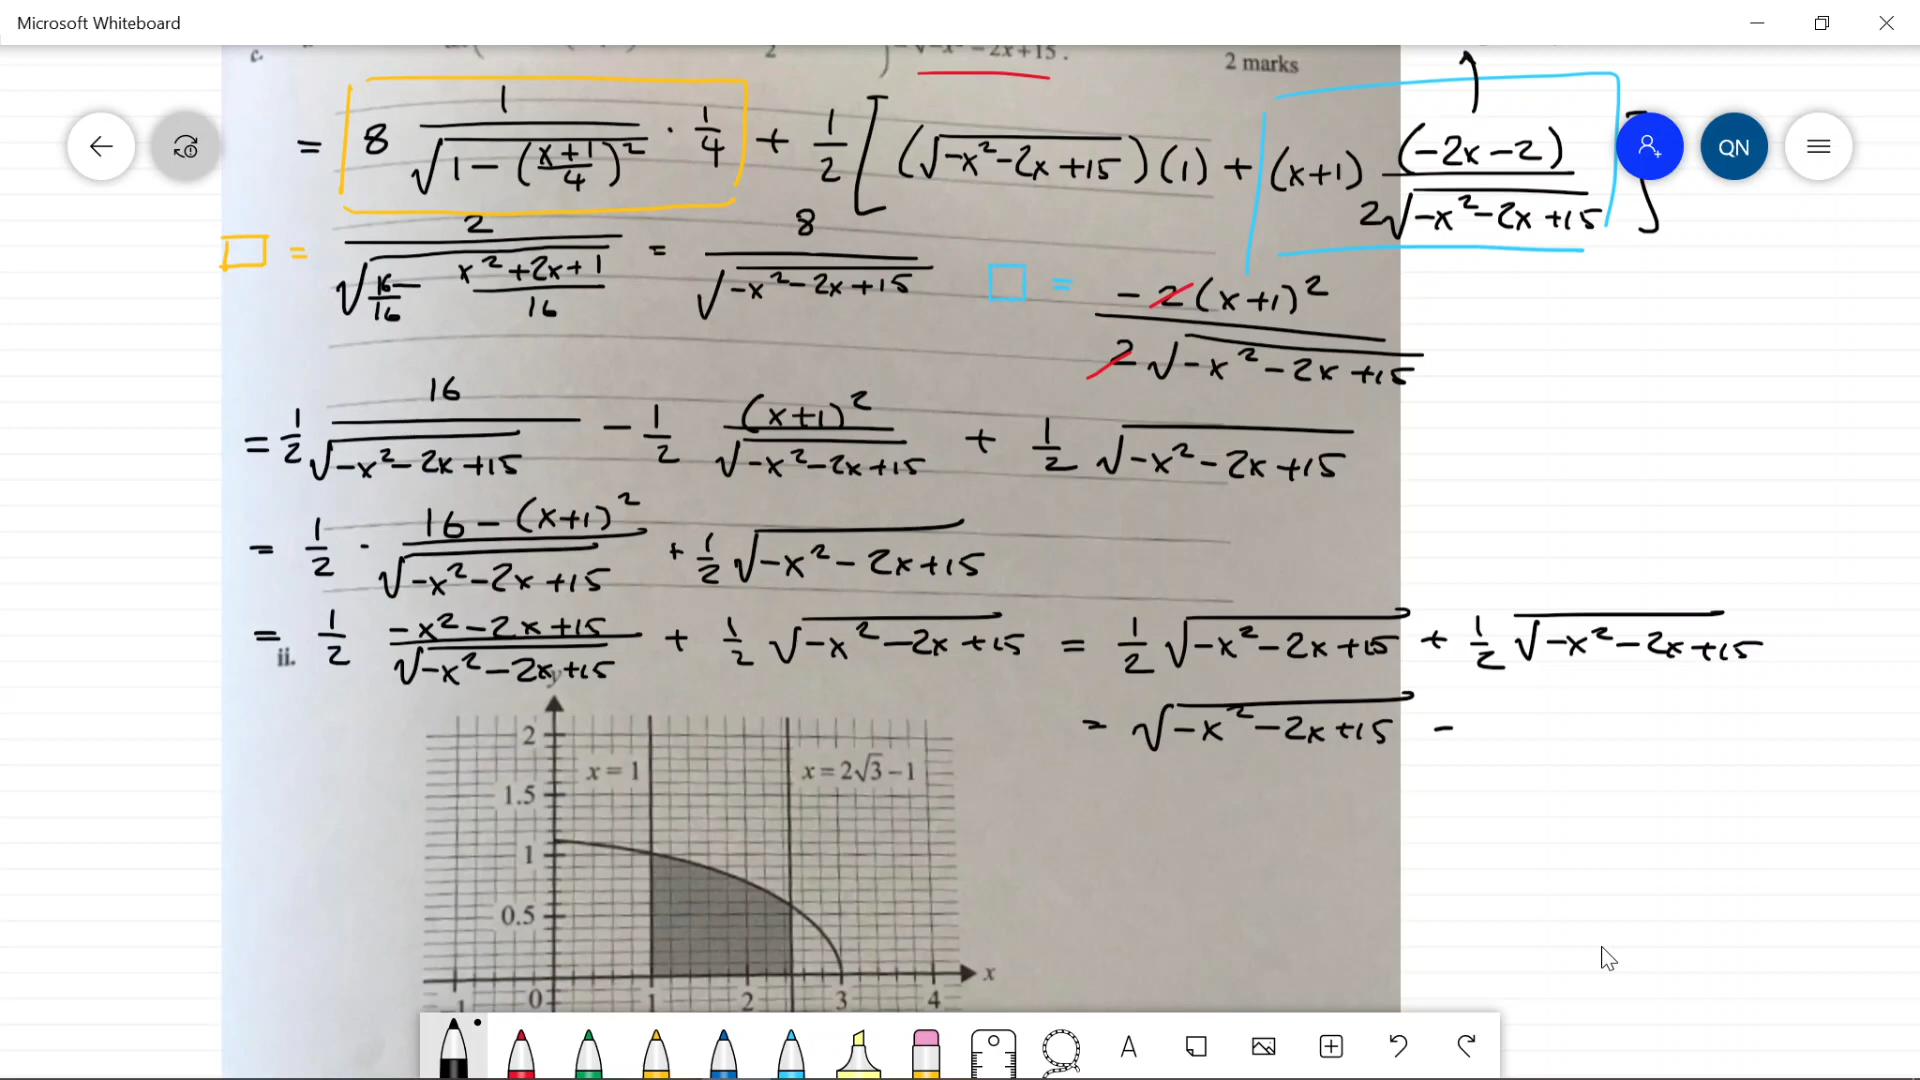 Microsoft Whiteboard
c. 2 √-x² - 2x + 15 . 2 marks
= 8 1/√(1 - ((x+1)/4)²) · 1/4 + 1/2 [ (√(-x²-2x+15))(1) + (x+1) (-2x-2)/(2√(-x²-2x+15)) ]
QN
□ = 2/√(16/16 - (x²+2x+1)/16) = 8/√(-x²-2x+15) □ = -2(x+1)²/(2√(-x²-2x+15))
= 1/2 16/√(-x²-2x+15) - 1/2 (x+1)²/√(-x²-2x+15) + 1/2 √(-x²-2x+15)
= 1/2 · (16-(x+1)²)/√(-x²-2x+15) + 1/2 √(-x²-2x+15)
= 1/2 (-x²-2x+15)/√(-x²-2x+15) + 1/2 √(-x²-2x+15) = 1/2 √(-x²-2x+15) + 1/2 √(-x²-2x+15)
ii.
= √(-x²-2x+15) -
y
2
x = 1
x = 2√3 - 1
1.5
1
0.5
x
-1 0 1 2 3 4
A